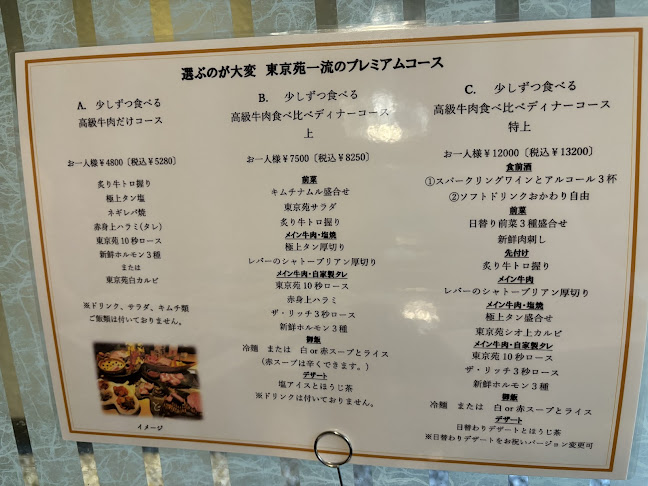 選ぶのが大変 東京苑一流のプレミアムコース
A. 少しずつ食べる
高級牛肉だけコース
お一人様￥4800〔税込￥5280〕
炙り牛トロ握り
極上タン塩
ネギレバ焼
赤身上ハラミ(タレ)
東京苑10秒ロース
新鮮ホルモン3種
または
東京苑白カルビ
※ドリンク、サラダ、キムチ類
ご飯類は付いておりません。
イメージ
B. 少しずつ食べる
高級牛肉食べ比べディナーコース
上
お一人様￥7500〔税込￥8250〕
前菜
キムチナムル盛合せ
東京苑サラダ
炙り牛トロ握り
メイン牛肉・塩焼
極上タン厚切り
レバーのシャトーブリアン厚切り
メイン牛肉・自家製タレ
東京苑10秒ロース
赤身上ハラミ
ザ・リッチ3秒ロース
新鮮ホルモン3種
御飯
冷麺 または 白or赤スープとライス
（赤スープは辛くできます。）
デザート
塩アイスとほうじ茶
※ドリンクは付いておりません。
C. 少しずつ食べる
高級牛肉食べ比べディナーコース
特上
お一人様￥12000〔税込￥13200〕
食前酒
①スパークリングワインとアルコール3杯
②ソフトドリンクおかわり自由
前菜
日替り前菜3種盛合せ
新鮮肉刺し
先付け
炙り牛トロ握り
メイン牛肉
レバーのシャトーブリアン厚切り
メイン牛肉・塩焼
極上タン盛合せ
東京苑シオ上カルビ
メイン牛肉・自家製タレ
東京苑10秒ロース
ザ・リッチ3秒ロース
新鮮ホルモン3種
御飯
冷麺 または 白or赤スープとライス
デザート
日替わりデザートとほうじ茶
※日替わりデザートをお祝いバージョン変更可